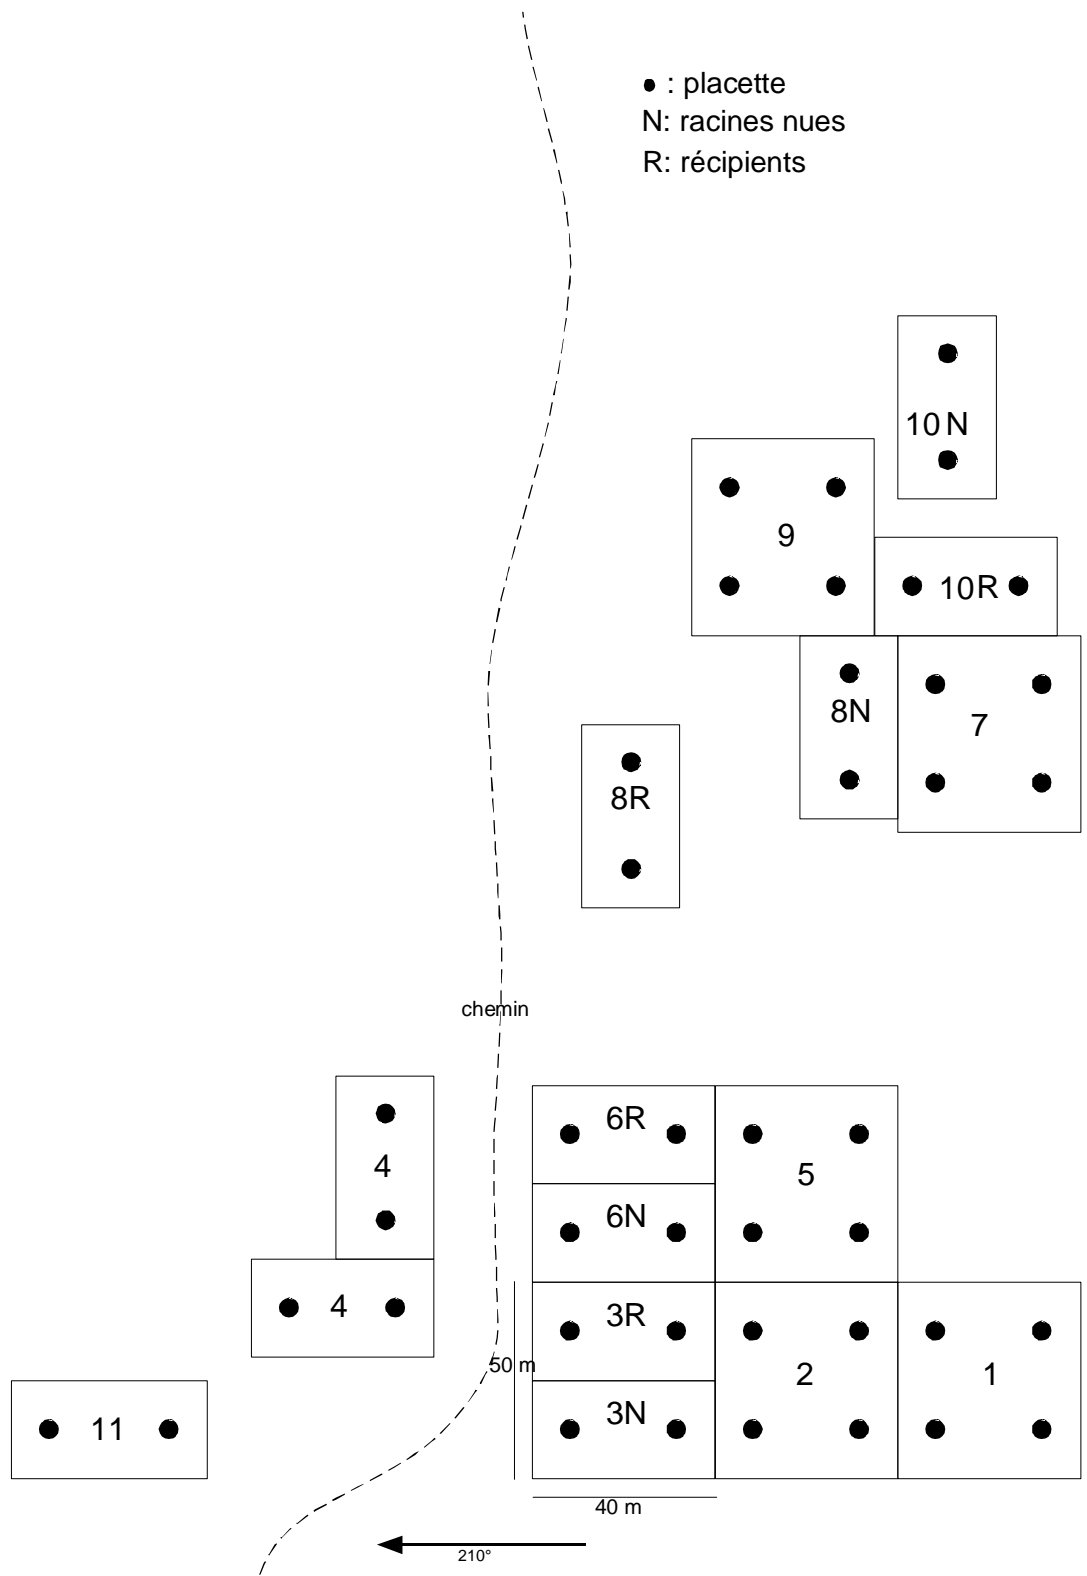 ● : placette
N: racines nues
R: récipients
10 N
9
10R
8N
7
8R
chemin
6R
4
5
6N
4
3R
50 m
2
1
3N
11
40 m
210°